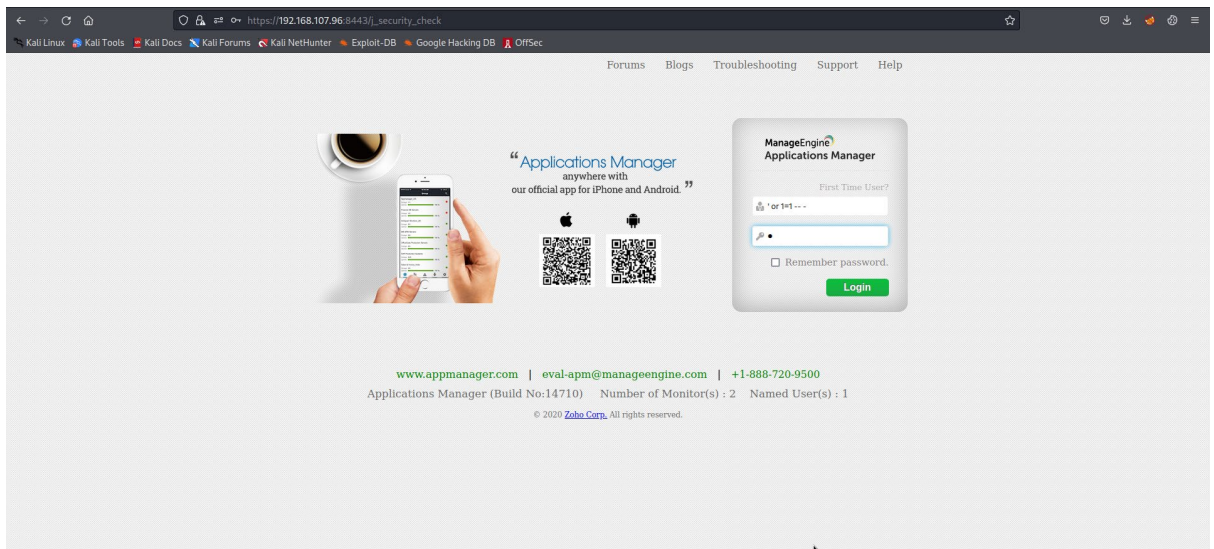 https://192.168.107.96:8443/j_security_check
Kali Linux Kali Tools Kali Docs Kali Forums Kali NetHunter Exploit-DB Google Hacking DB OffSec
Forums Blogs Troubleshooting Support Help
“Applications Manager
anywhere with
our official app for iPhone and Android. ”
ManageEngine
Applications Manager
First Time User?
' or 1=1 -- -
Remember password.
Login
www.appmanager.com | eval-apm@manageengine.com | +1-888-720-9500
Applications Manager (Build No:14710) Number of Monitor(s) : 2 Named User(s) : 1
© 2020 Zoho Corp. All rights reserved.